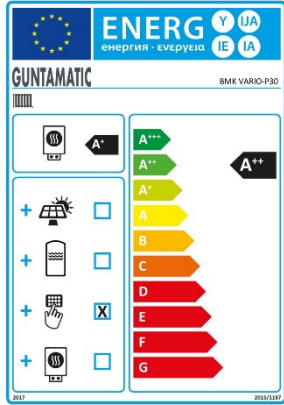 ENERG Y IJA
енергия · ενεργεια IE IA
GUNTAMATIC
BMK VARIO-P30
A+
A+++
A++
A++
A+
A
B
C
D
E
F
G
+
+
+ X
+
2017
2015/1187